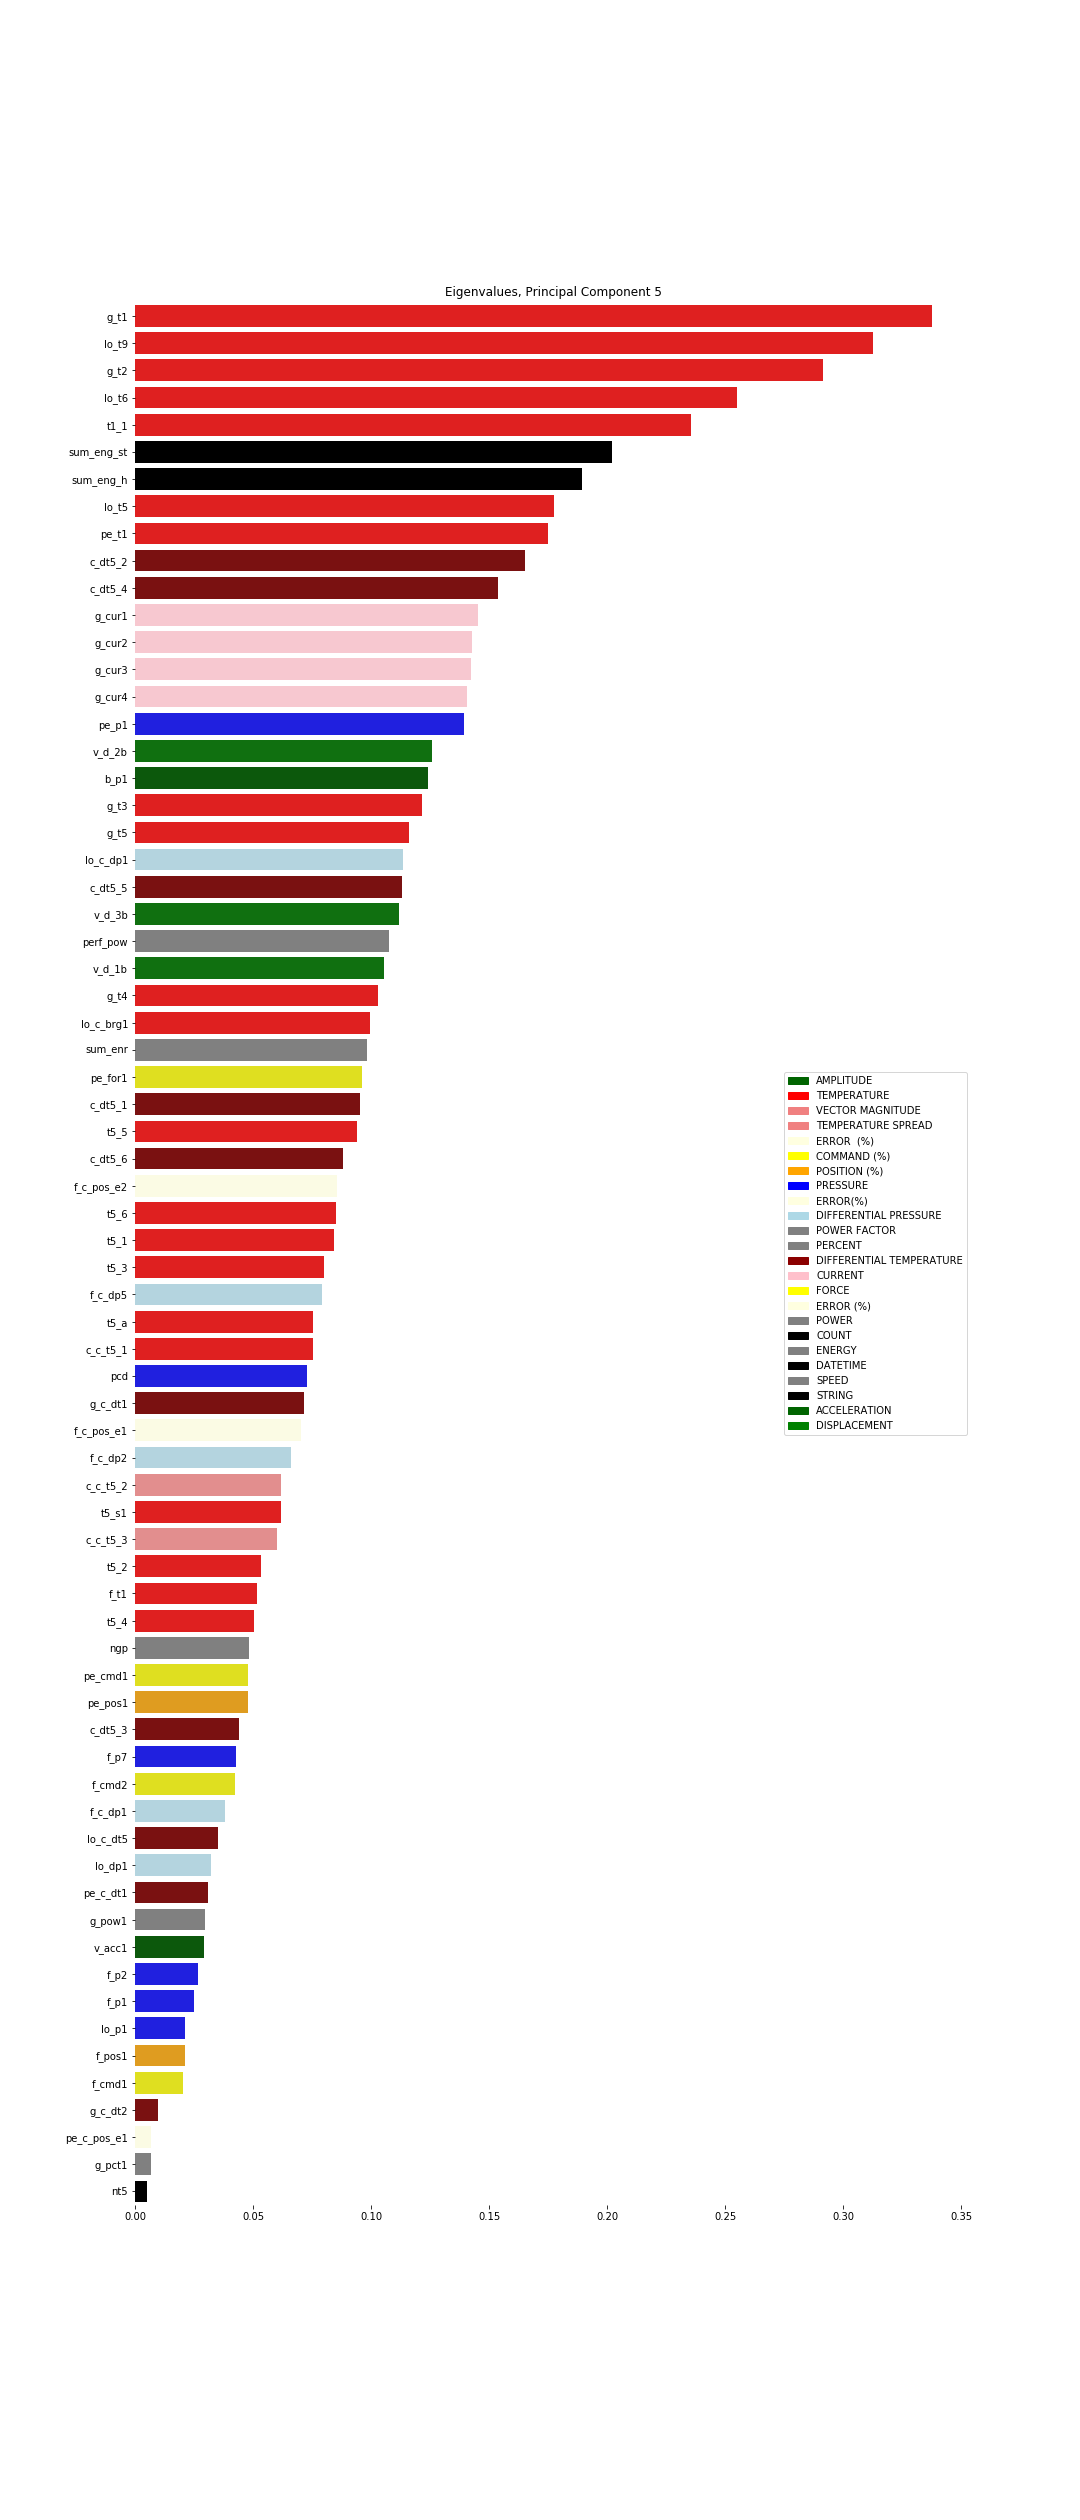 Eigenvalues, Principal Component 5
g_t1
lo_t9
g_t2
lo_t6
t1_1
sum_eng_st
sum_eng_h
lo_t5
pe_t1
c_dt5_2
c_dt5_4
g_cur1
g_cur2
g_cur3
g_cur4
pe_p1
v_d_2b
b_p1
g_t3
g_t5
lo_c_dp1
c_dt5_5
v_d_3b
perf_pow
v_d_1b
g_t4
lo_c_brg1
sum_enr
pe_for1
c_dt5_1
t5_5
c_dt5_6
f_c_pos_e2
t5_6
t5_1
t5_3
f_c_dp5
t5_a
c_c_t5_1
pcd
g_c_dt1
f_c_pos_e1
f_c_dp2
c_c_t5_2
t5_s1
c_c_t5_3
t5_2
f_t1
t5_4
ngp
pe_cmd1
pe_pos1
c_dt5_3
f_p7
f_cmd2
f_c_dp1
lo_c_dt5
lo_dp1
pe_c_dt1
g_pow1
v_acc1
f_p2
f_p1
lo_p1
f_pos1
f_cmd1
g_c_dt2
pe_c_pos_e1
g_pct1
nt5
0.00 0.05 0.10 0.15 0.20 0.25 0.30 0.35
AMPLITUDE
TEMPERATURE
VECTOR MAGNITUDE
TEMPERATURE SPREAD
ERROR  (%)
COMMAND (%)
POSITION (%)
PRESSURE
ERROR(%)
DIFFERENTIAL PRESSURE
POWER FACTOR
PERCENT
DIFFERENTIAL TEMPERATURE
CURRENT
FORCE
ERROR (%)
POWER
COUNT
ENERGY
DATETIME
SPEED
STRING
ACCELERATION
DISPLACEMENT